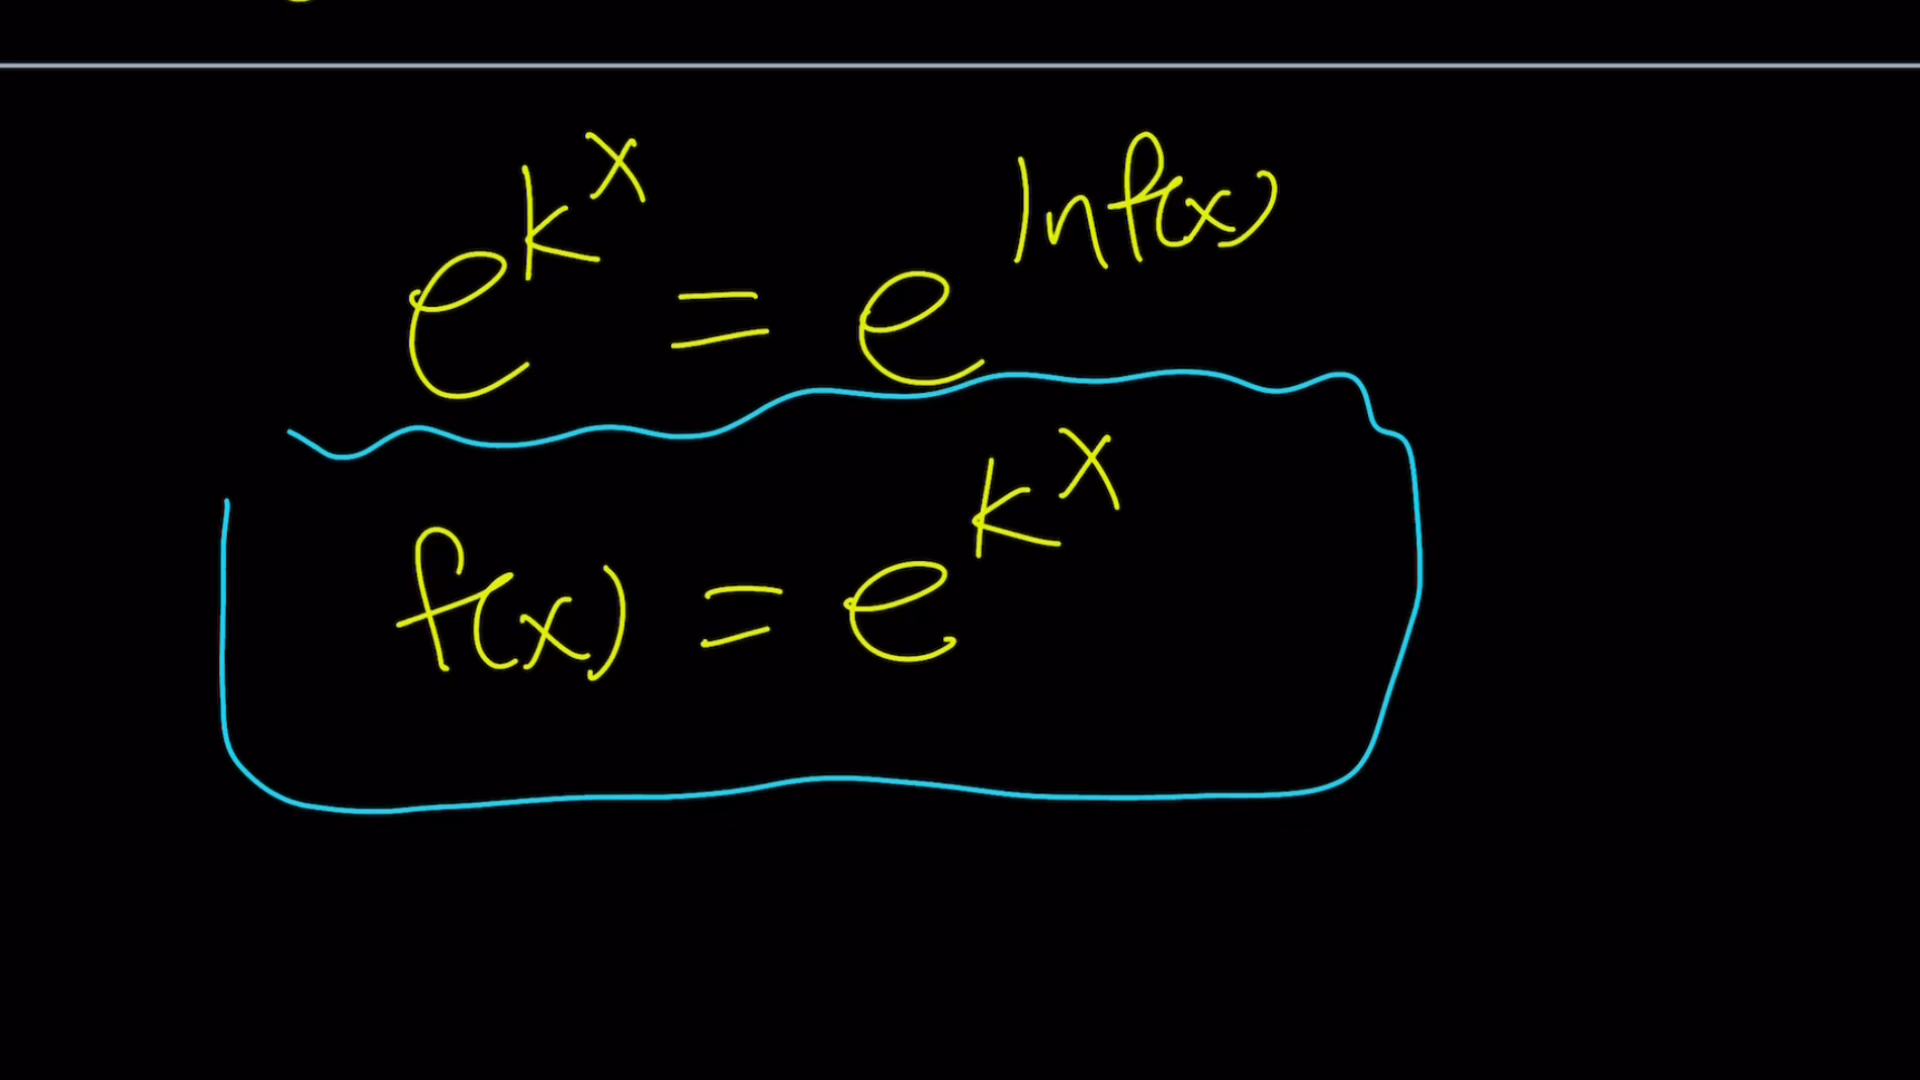 e^{k^x} = e^{ln f(x)}
f(x) = e^{k^x}